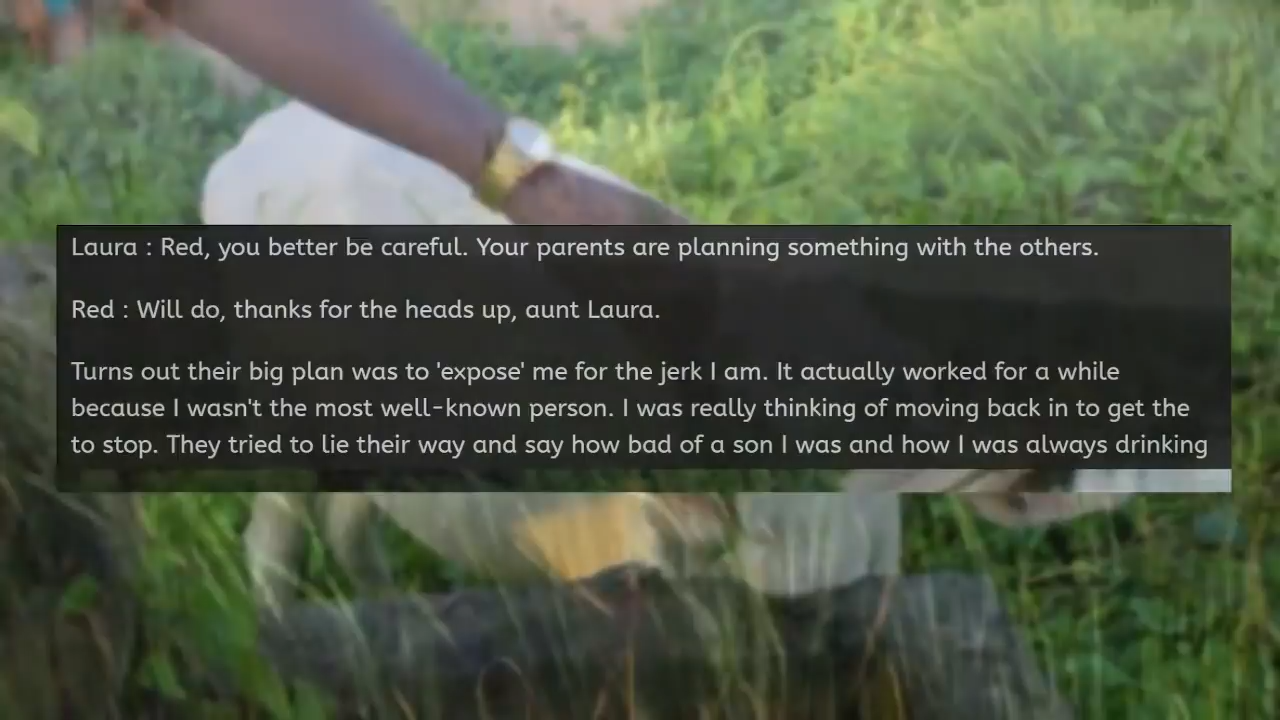 Laura : Red, you better be careful. Your parents are planning something with the others.
Red : Will do, thanks for the heads up, aunt Laura.
Turns out their big plan was to 'expose' me for the jerk I am. It actually worked for a while
because I wasn't the most well-known person. I was really thinking of moving back in to get the
to stop. They tried to lie their way and say how bad of a son I was and how I was always drinking